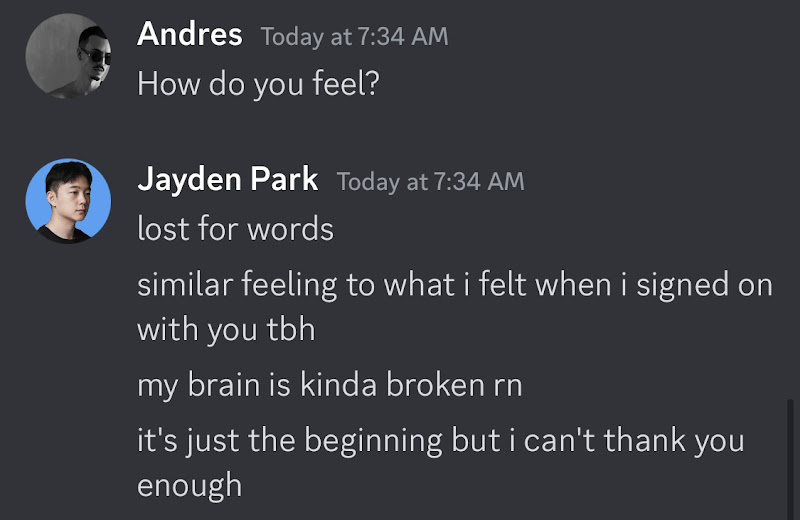 Andres Today at 7:34 AM
How do you feel?
Jayden Park Today at 7:34 AM
lost for words
similar feeling to what i felt when i signed on
with you tbh
my brain is kinda broken rn
it's just the beginning but i can't thank you
enough